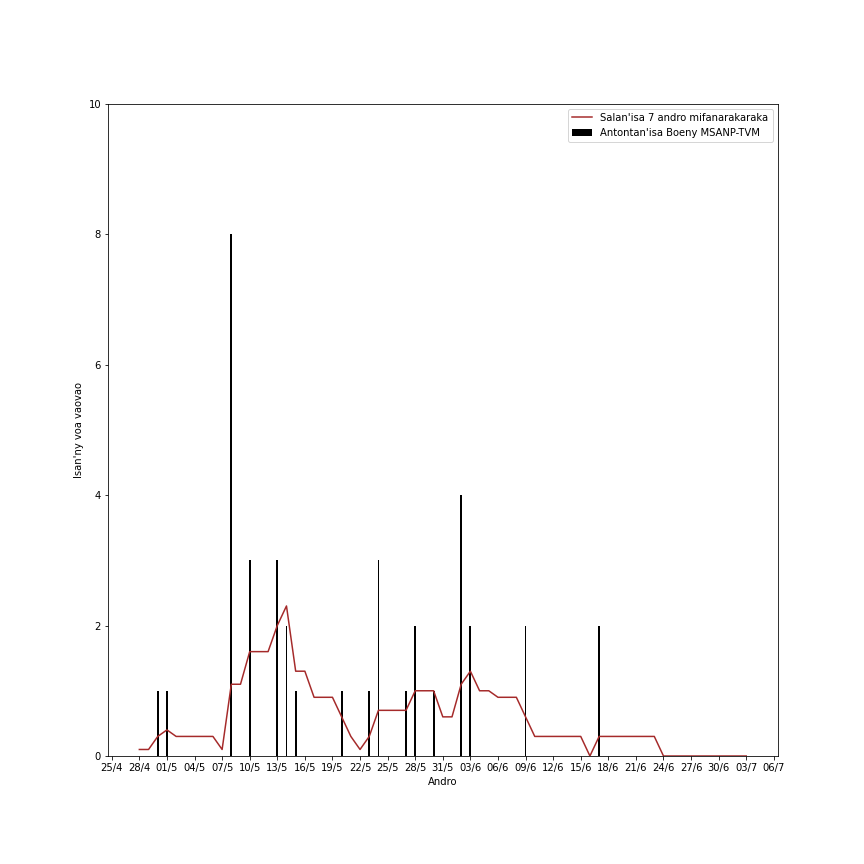 10
8
6
4
2
0
Isan'ny voa vaovao
Salan'isa 7 andro mifanarakaraka
Antontan'isa Boeny MSANP-TVM
25/4 28/4 01/5 04/5 07/5 10/5 13/5 16/5 19/5 22/5 25/5 28/5 31/5 03/6 06/6 09/6 12/6 15/6 18/6 21/6 24/6 27/6 30/6 03/7 06/7
Andro